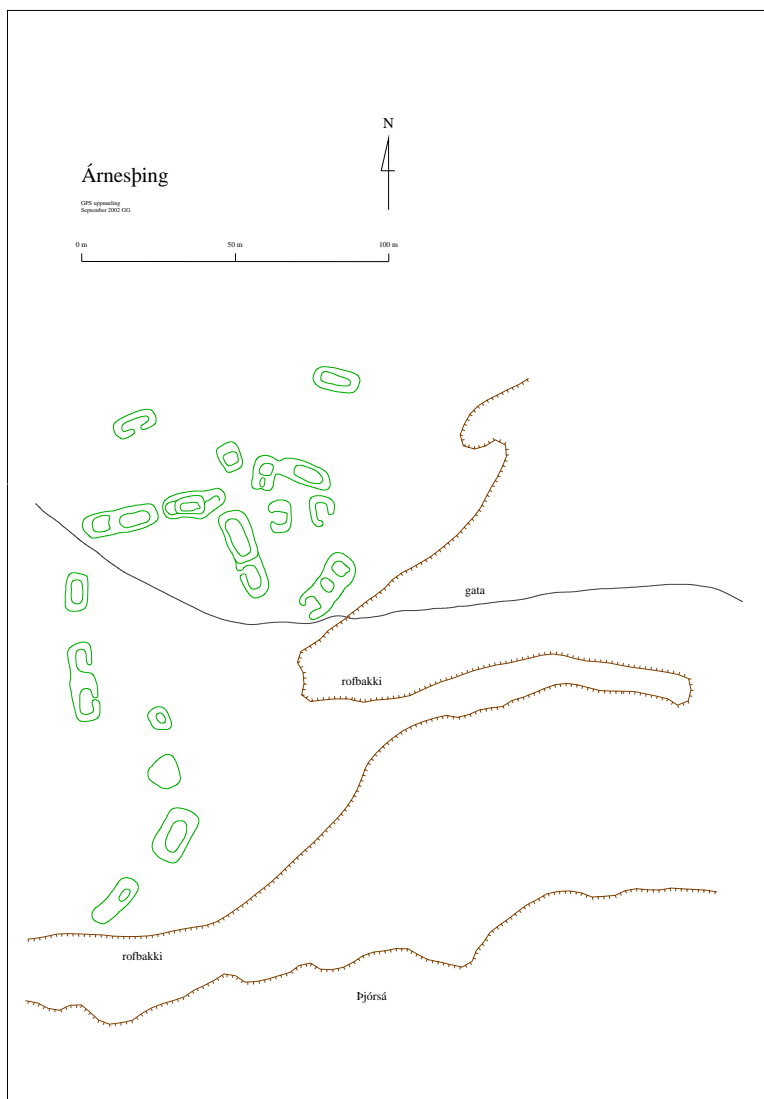 N
Árnesþing
GPS uppmæling
September 2002 GG
0 m 50 m 100 m
gata
rofbakki
rofbakki
Þjórsá